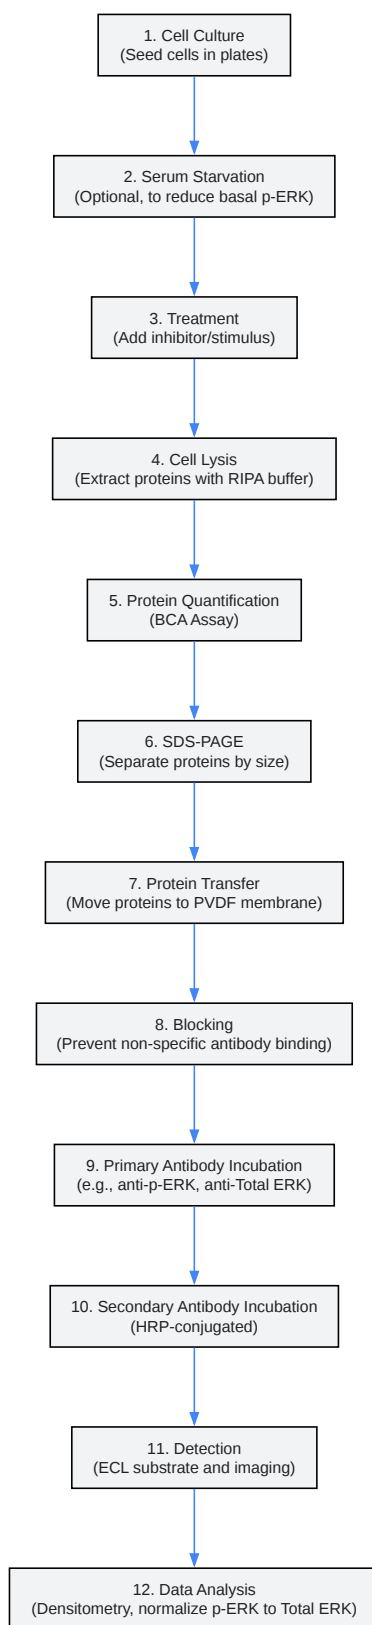 1. Cell Culture
(Seed cells in plates)
2. Serum Starvation
(Optional, to reduce basal p-ERK)
3. Treatment
(Add inhibitor/stimulus)
4. Cell Lysis
(Extract proteins with RIPA buffer)
5. Protein Quantification
(BCA Assay)
6. SDS-PAGE
(Separate proteins by size)
7. Protein Transfer
(Move proteins to PVDF membrane)
8. Blocking
(Prevent non-specific antibody binding)
9. Primary Antibody Incubation
(e.g., anti-p-ERK, anti-Total ERK)
10. Secondary Antibody Incubation
(HRP-conjugated)
11. Detection
(ECL substrate and imaging)
12. Data Analysis
(Densitometry, normalize p-ERK to Total ERK)